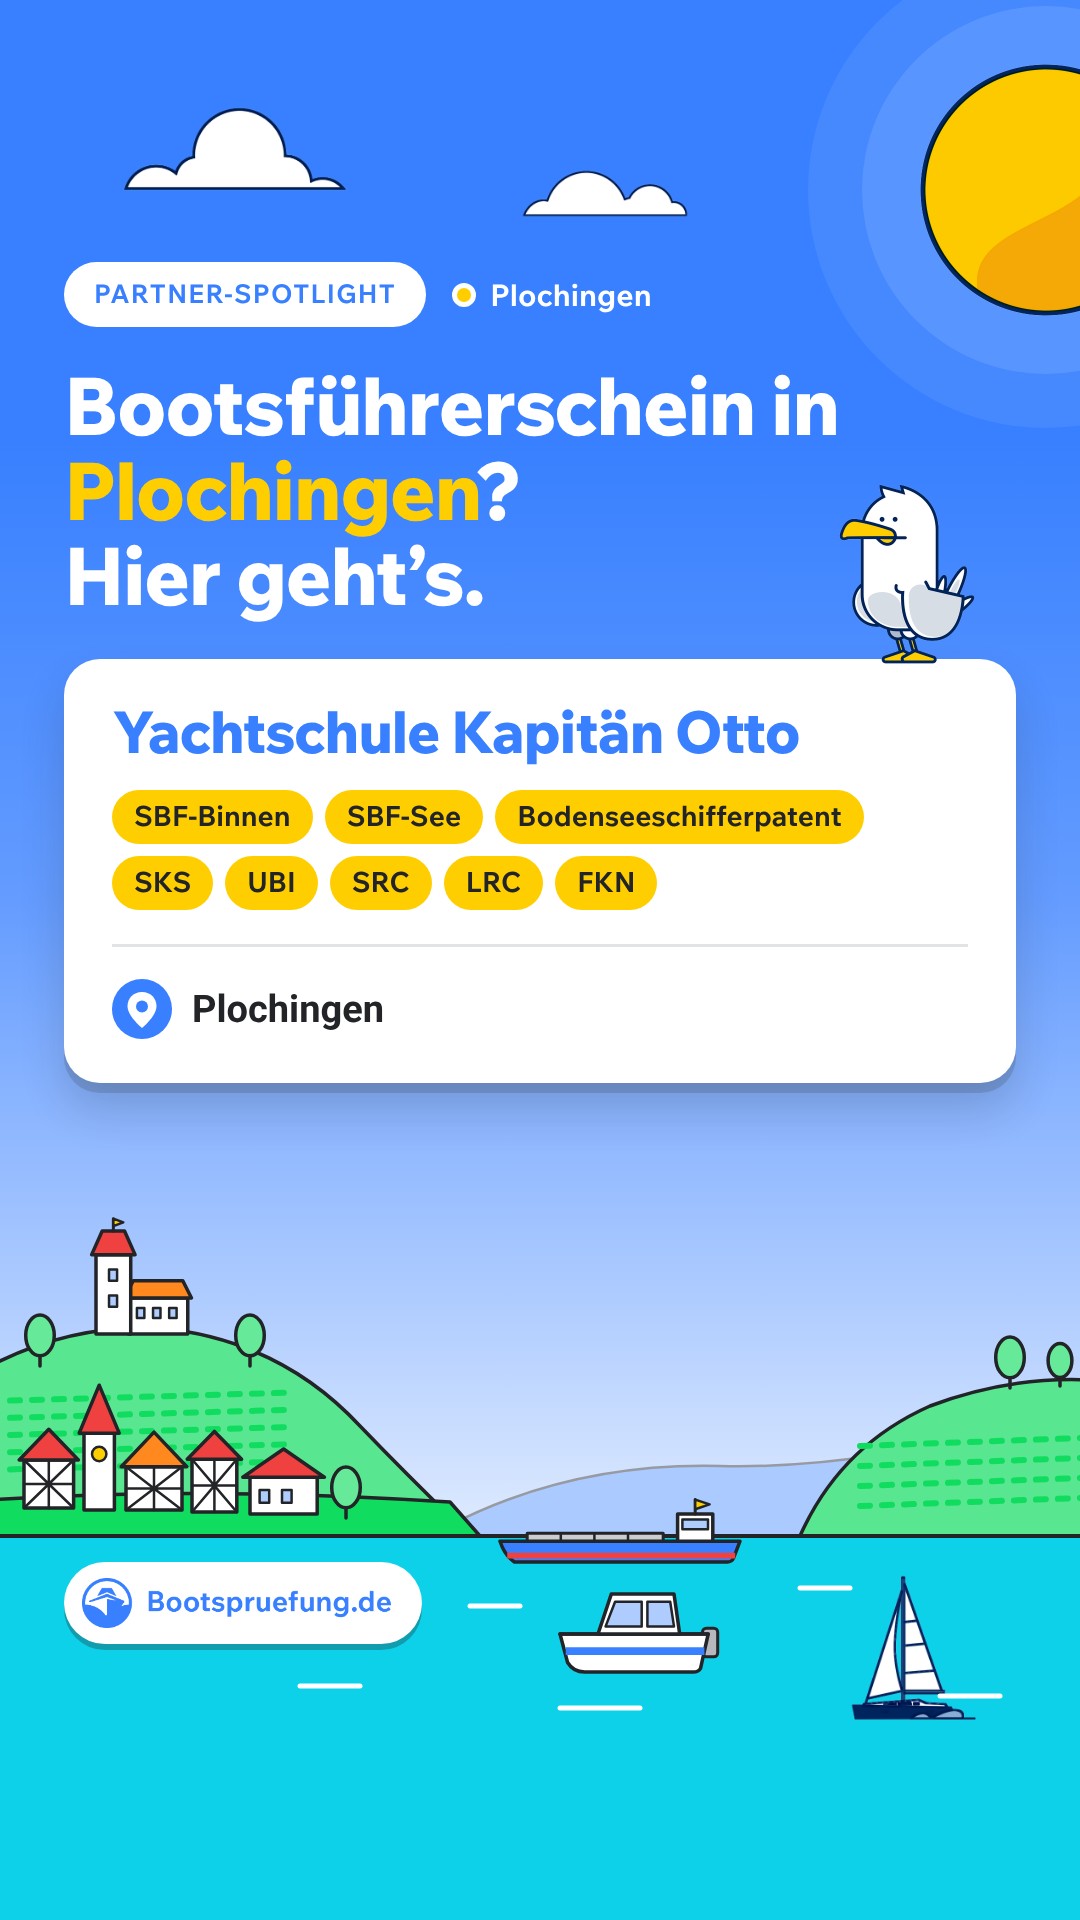 PARTNER-SPOTLIGHT Plochingen
Bootsführerschein in
Plochingen?
Hier geht’s.
Yachtschule Kapitän Otto
SBF-Binnen SBF-See Bodenseeschifferpatent
SKS UBI SRC LRC FKN
Plochingen
Bootspruefung.de